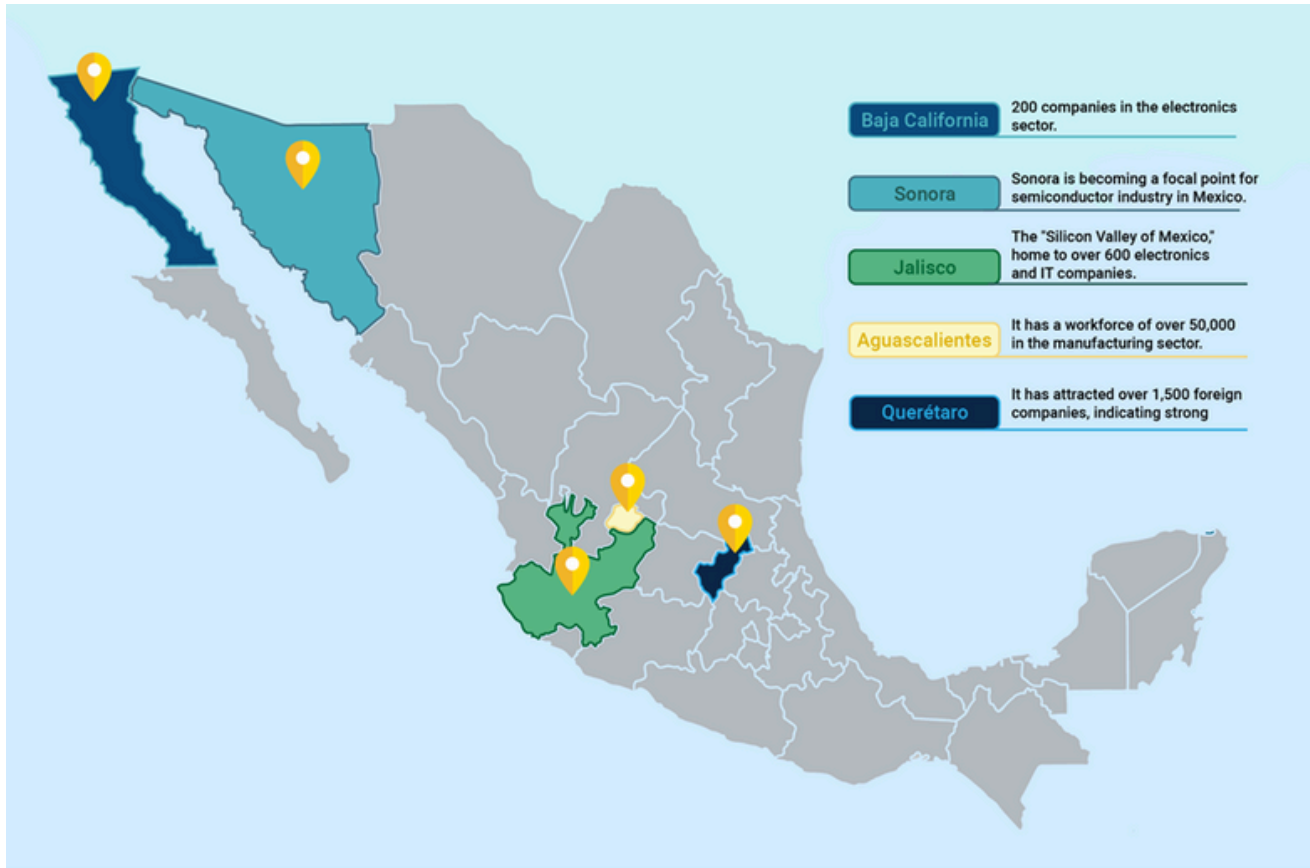 Baja California
200 companies in the electronics
sector.
Sonora
Sonora is becoming a focal point for
semiconductor industry in Mexico.
Jalisco
The "Silicon Valley of Mexico,"
home to over 600 electronics
and IT companies.
Aguascalientes
It has a workforce of over 50,000
in the manufacturing sector.
Querétaro
It has attracted over 1,500 foreign
companies, indicating strong